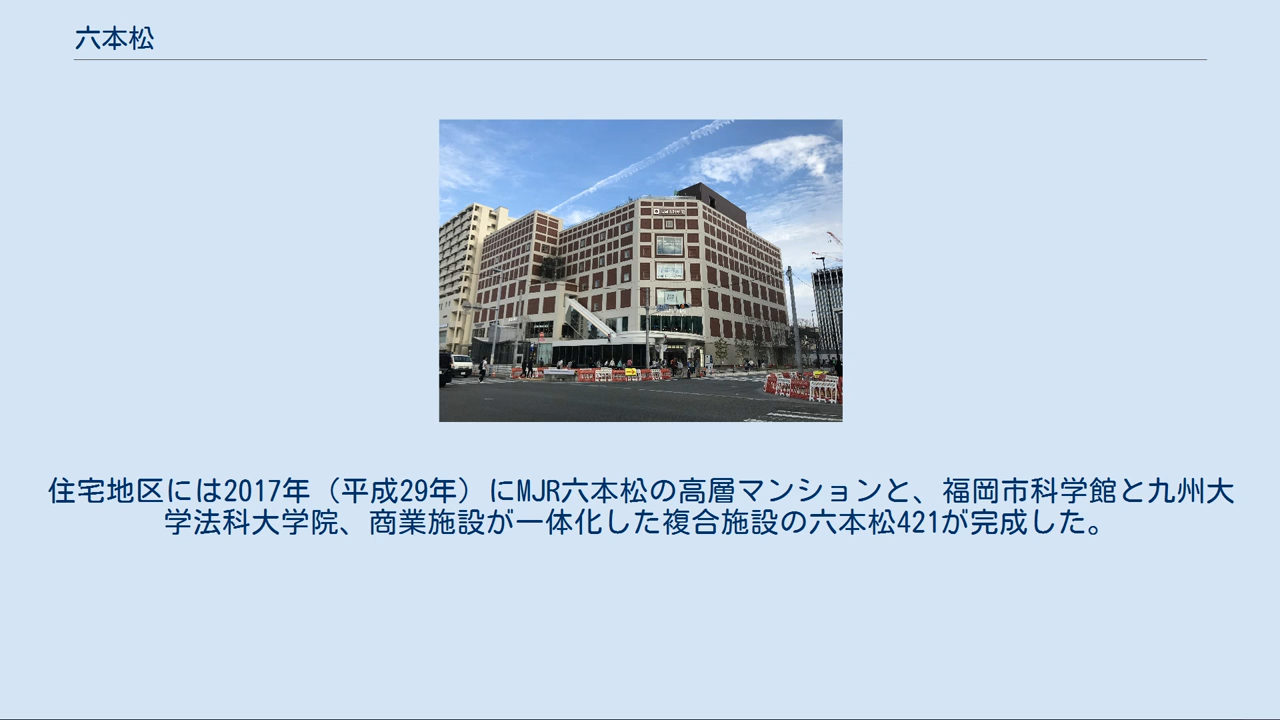 六本松
住宅地区には2017年（平成29年）にMJR六本松の高層マンションと、福岡市科学館と九州大
学法科大学院、商業施設が一体化した複合施設の六本松421が完成した。